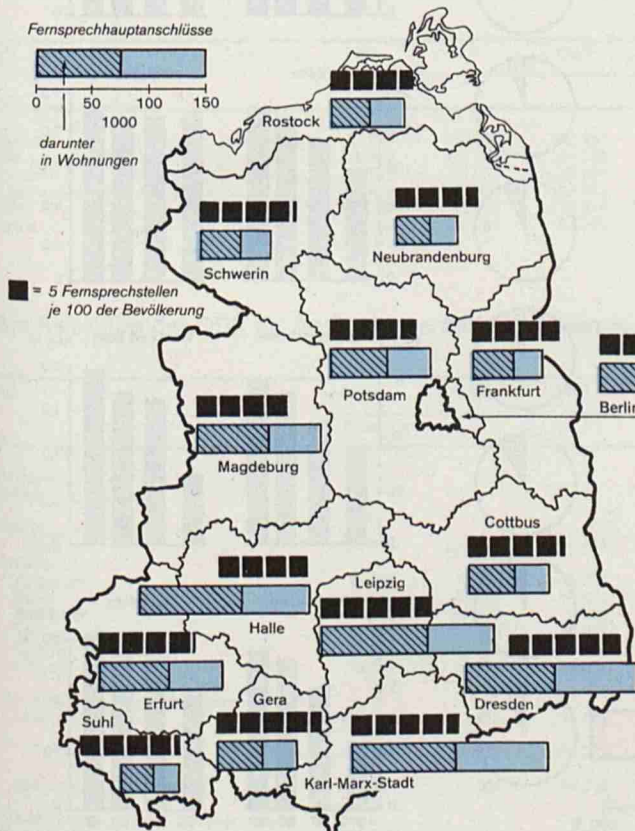 Fernsprechhauptanschlüsse
0 50 100 150
1000
darunter
in Wohnungen
Rostock
Schwerin
Neubrandenburg
= 5 Fernsprechstellen
je 100 der Bevölkerung
Potsdam
Frankfurt
Berlin
Magdeburg
Cottbus
Leipzig
Halle
Erfurt
Gera
Dresden
Suhl
Karl-Marx-Stadt